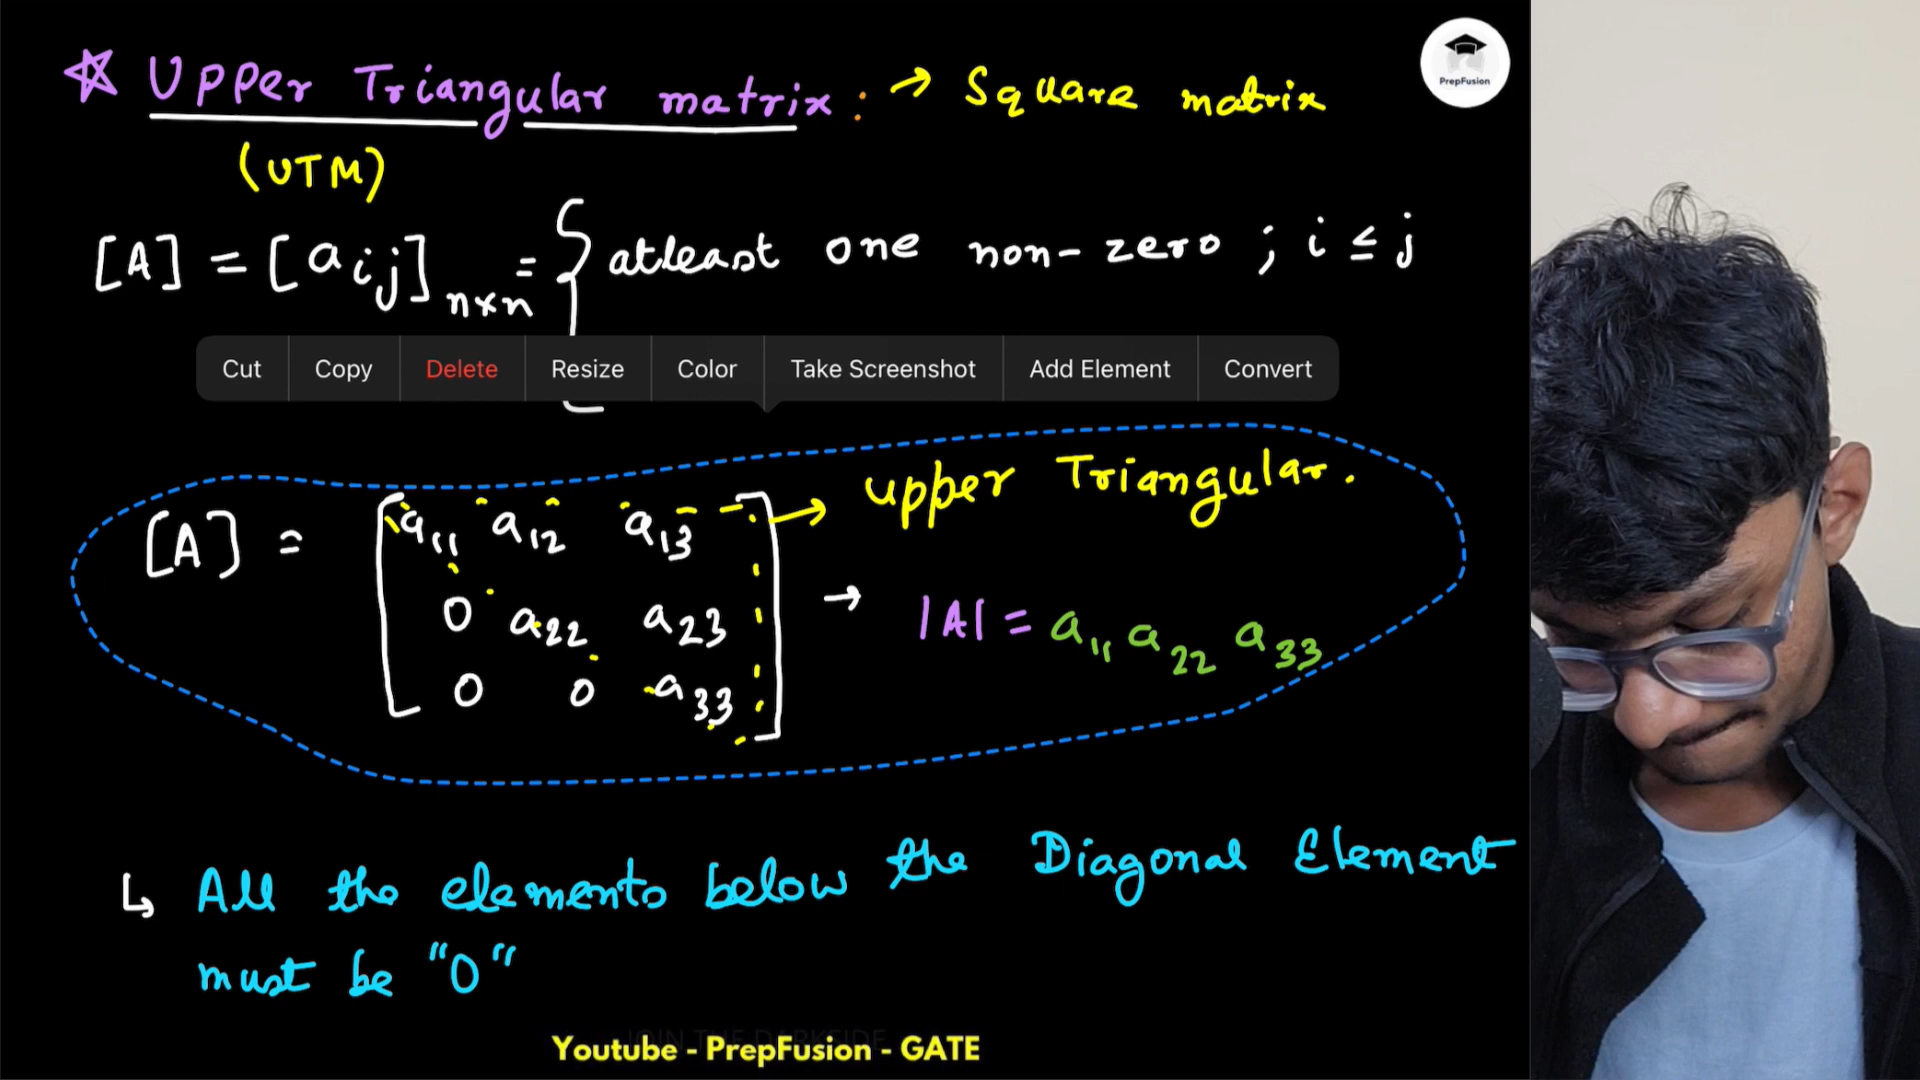 ☆ Upper Triangular matrix : → Square matrix
PrepFusion
(UTM)
[A] = [aij]n×n = { atleast one non-zero ; i ≤ j
Cut Copy Delete Resize Color Take Screenshot Add Element Convert
→ upper Triangular.
[A] = [ a11 a12 a13
0 a22 a23
0 0 a33 ]
→ |A| = a11 a22 a33
↳ All the elements below the Diagonal Element
must be "0"
Youtube - PrepFusion - GATE